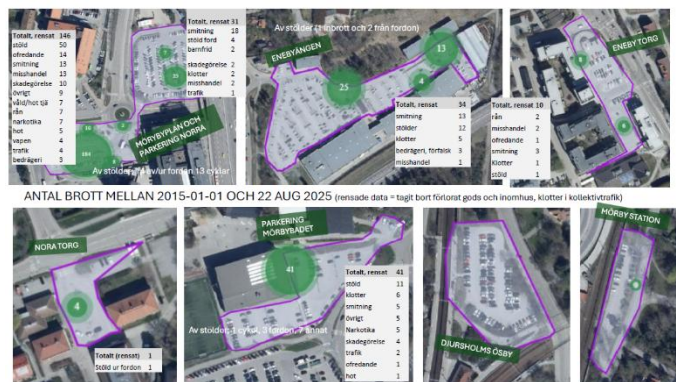 Totalt, rensat 146
stöld 50
ofredande 14
smitning 13
misshandel 13
skadegörelse 10
övrigt 9
våld/hot tjä 7
rån 7
narkotika 7
hot 5
vapen 4
trafik 4
bedrägeri 3
Totalt, rensat 31
smitning 18
stöld ford 4
barnfrid 2
skadegörelse 2
klotter 2
misshandel 2
trafik 1
MÖRBYPLAN OCH
PARKERING NORRA
13 cyklar
Av stölder (1 inbrott och 2 från fordon)
ENEBYÄNGEN
25
4
13
Totalt, rensat 34
smitning 13
stölder 12
klotter 5
bedrägeri, förfalsk 3
misshandel 1
ENEBY TORG
Totalt, rensat 10
rån 2
misshandel 2
ofredande 1
smitning 3
Klotter 1
stöld 1
ANTAL BROTT MELLAN 2015-01-01 OCH 22 AUG 2025 (rensade data = tagit bort förlorat gods och inomhus, klotter i kollektivtrafik)
NORA TORG
4
Totalt (rensat) 1
Stöld ur fordon 1
PARKERING
MÖRBYBADET
41
Av stölder, 1 cykel, 3 fordon, 7 annat
Totalt, rensat 41
stöld 11
klotter 6
smitning 5
övrigt 5
Narkotika 5
skadegörelse 4
trafik 2
ofredande 1
hot 1
DJURSHOLMS ÖSBY
MÖRBY STATION